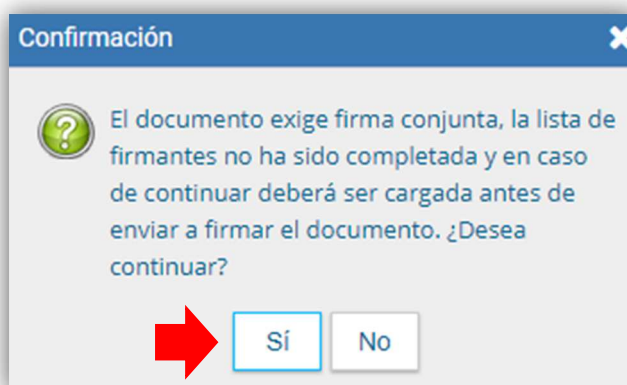 Confirmación
El documento exige firma conjunta, la lista de
firmantes no ha sido completada y en caso
de continuar deberá ser cargada antes de
enviar a firmar el documento. ¿Desea
continuar?
Sí No